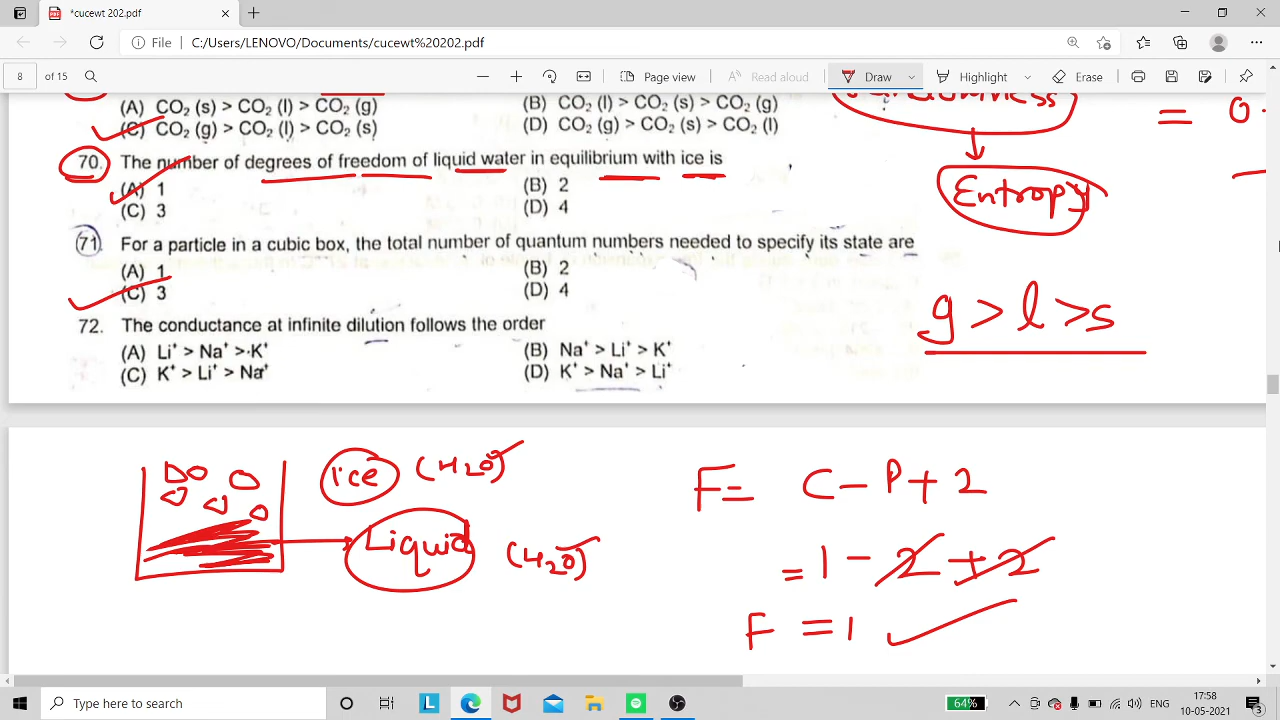 *cucewt 202.pdf
File C:/Users/LENOVO/Documents/cucewt%20202.pdf
8 of 15 Page view Read aloud Draw Highlight Erase
(A) CO₂ (s) > CO₂ (l) > CO₂ (g) (B) CO₂ (l) > CO₂ (s) > CO₂ (g)
(C) CO₂ (g) > CO₂ (l) > CO₂ (s) (D) CO₂ (g) > CO₂ (s) > CO₂ (l)
= 0
70. The number of degrees of freedom of liquid water in equilibrium with ice is
(A) 1 (B) 2
(C) 3 (D) 4
Entropy
71. For a particle in a cubic box, the total number of quantum numbers needed to specify its state are
(A) 1 (B) 2
(C) 3 (D) 4
g > l > s
72. The conductance at infinite dilution follows the order
(A) Li⁺ > Na⁺ > K⁺ (B) Na⁺ > Li⁺ > K⁺
(C) K⁺ > Li⁺ > Na⁺ (D) K⁺ > Na⁺ > Li⁺
ice (H₂O)
F = C - P + 2
Liquid (H₂O)
= 1 - 2 + 2
F = 1
Type here to search
64% ENG 17:58
10-05-2021
3